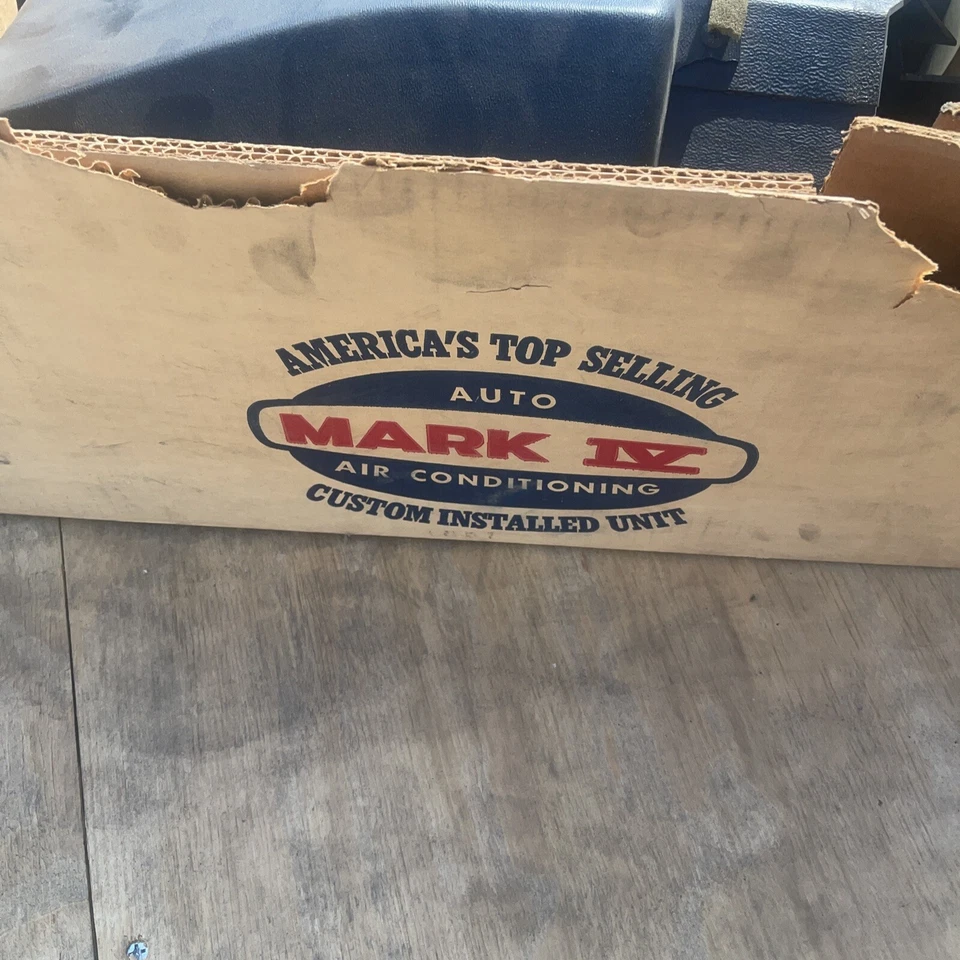 AMERICA'S TOP SELLING
AUTO
MARK IV
AIR CONDITIONING
CUSTOM INSTALLED UNIT